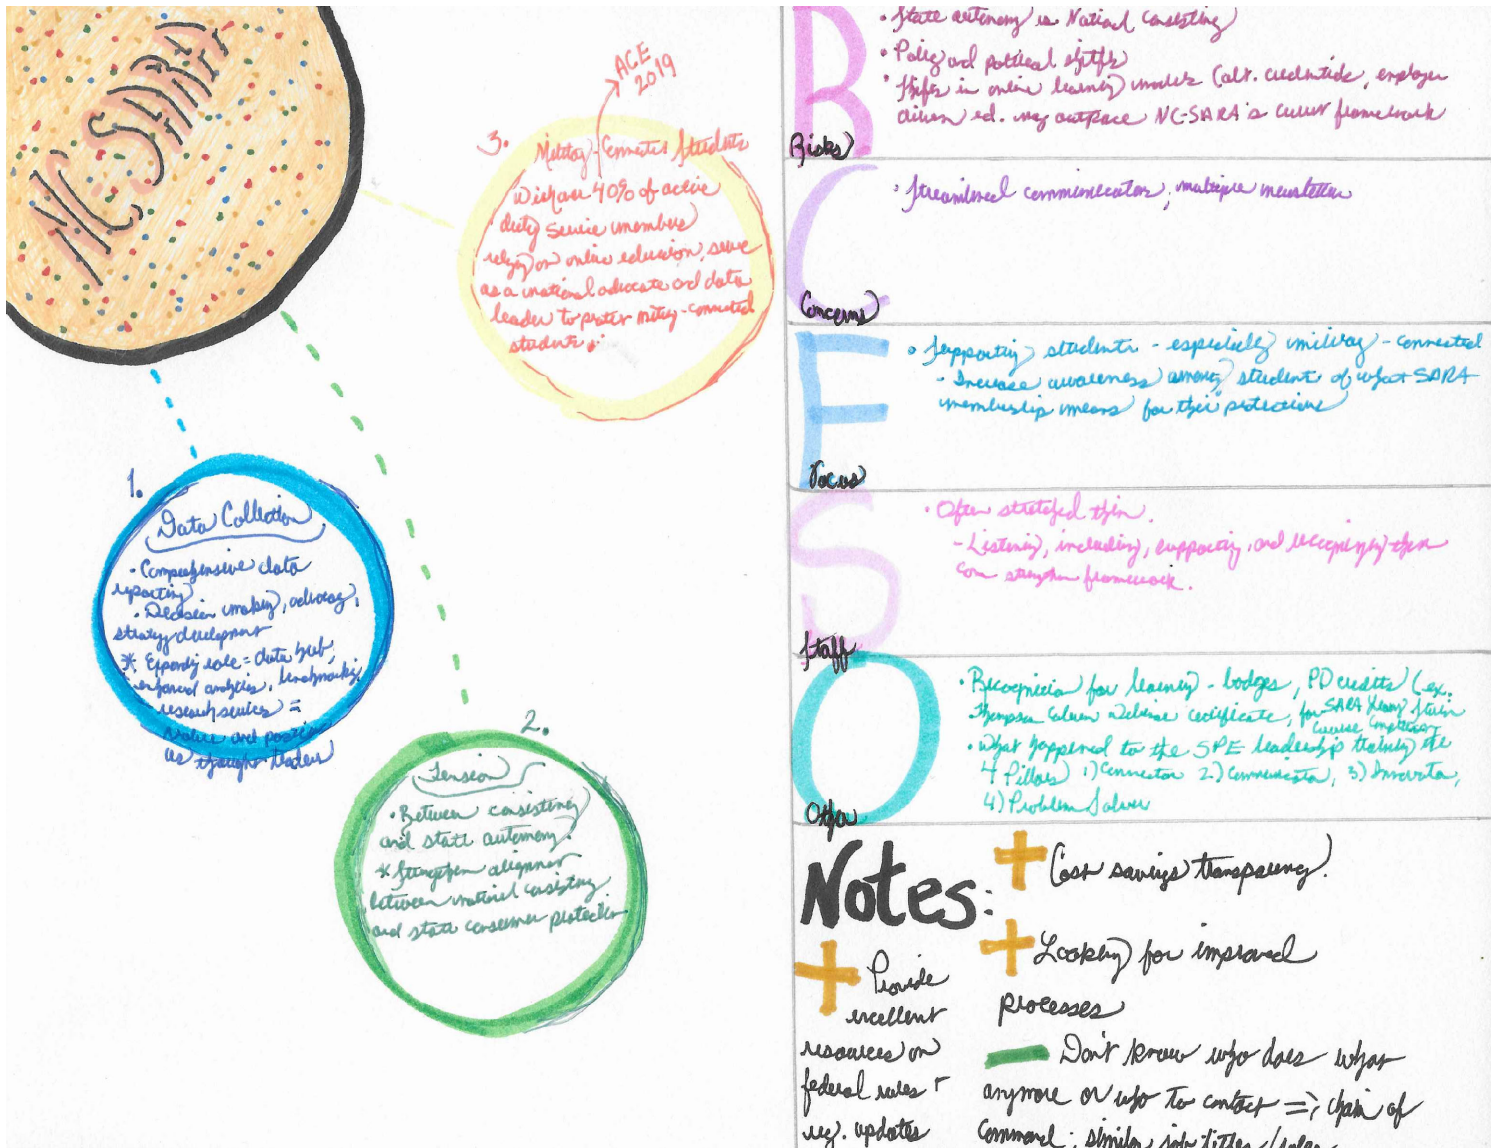 NC-SARA
ACE
2019
3. Military-Connected Students
With over 40% of active
duty service members
relying on online education, serve
as a national advocate and data
leader to protect military-connected
students.
1.
Data Collection
• Comprehensive data
reporting
• Decision making, advocacy,
strategy development
* Expanding role = data hub,
enhanced analytics, benchmarking,
research series =
and position
as thought leaders
2.
Tension
• Between consistency
and state autonomy.
* Strengthen alignment
between national consistency
and state consumer protection
R
Risks
• State autonomy vs National consistency
• Policy and political shifts
• Shifts in online learning models (alt. credentials, employer
driven ed. may outpace NC-SARA's current framework
C
Concerns
• Streamlined communications; multiple newsletters
F
Focus
• Supporting students - especially military-connected
- Increase awareness among students of what SARA
membership means for their protections
S
Staff
• Often stretched thin.
- Listening, including, supporting, and recognizing them
can strengthen framework.
O
Other
• Recognition for learning - badges, PD credits (ex.
Thompson Coburn webinar certificate, for SARA
course completion
• What happened to the SPE leadership training the
4 Pillars 1) Connector 2.) Communicator, 3) Innovator,
4) Problem Solver
Notes:
+ Cost savings transparency!
+ Looking for improved
processes
+ Provide
excellent
resources on
federal rules +
reg. updates
- Don't know who does what
anymore or who to contact =; chain of
command; similar job titles/roles